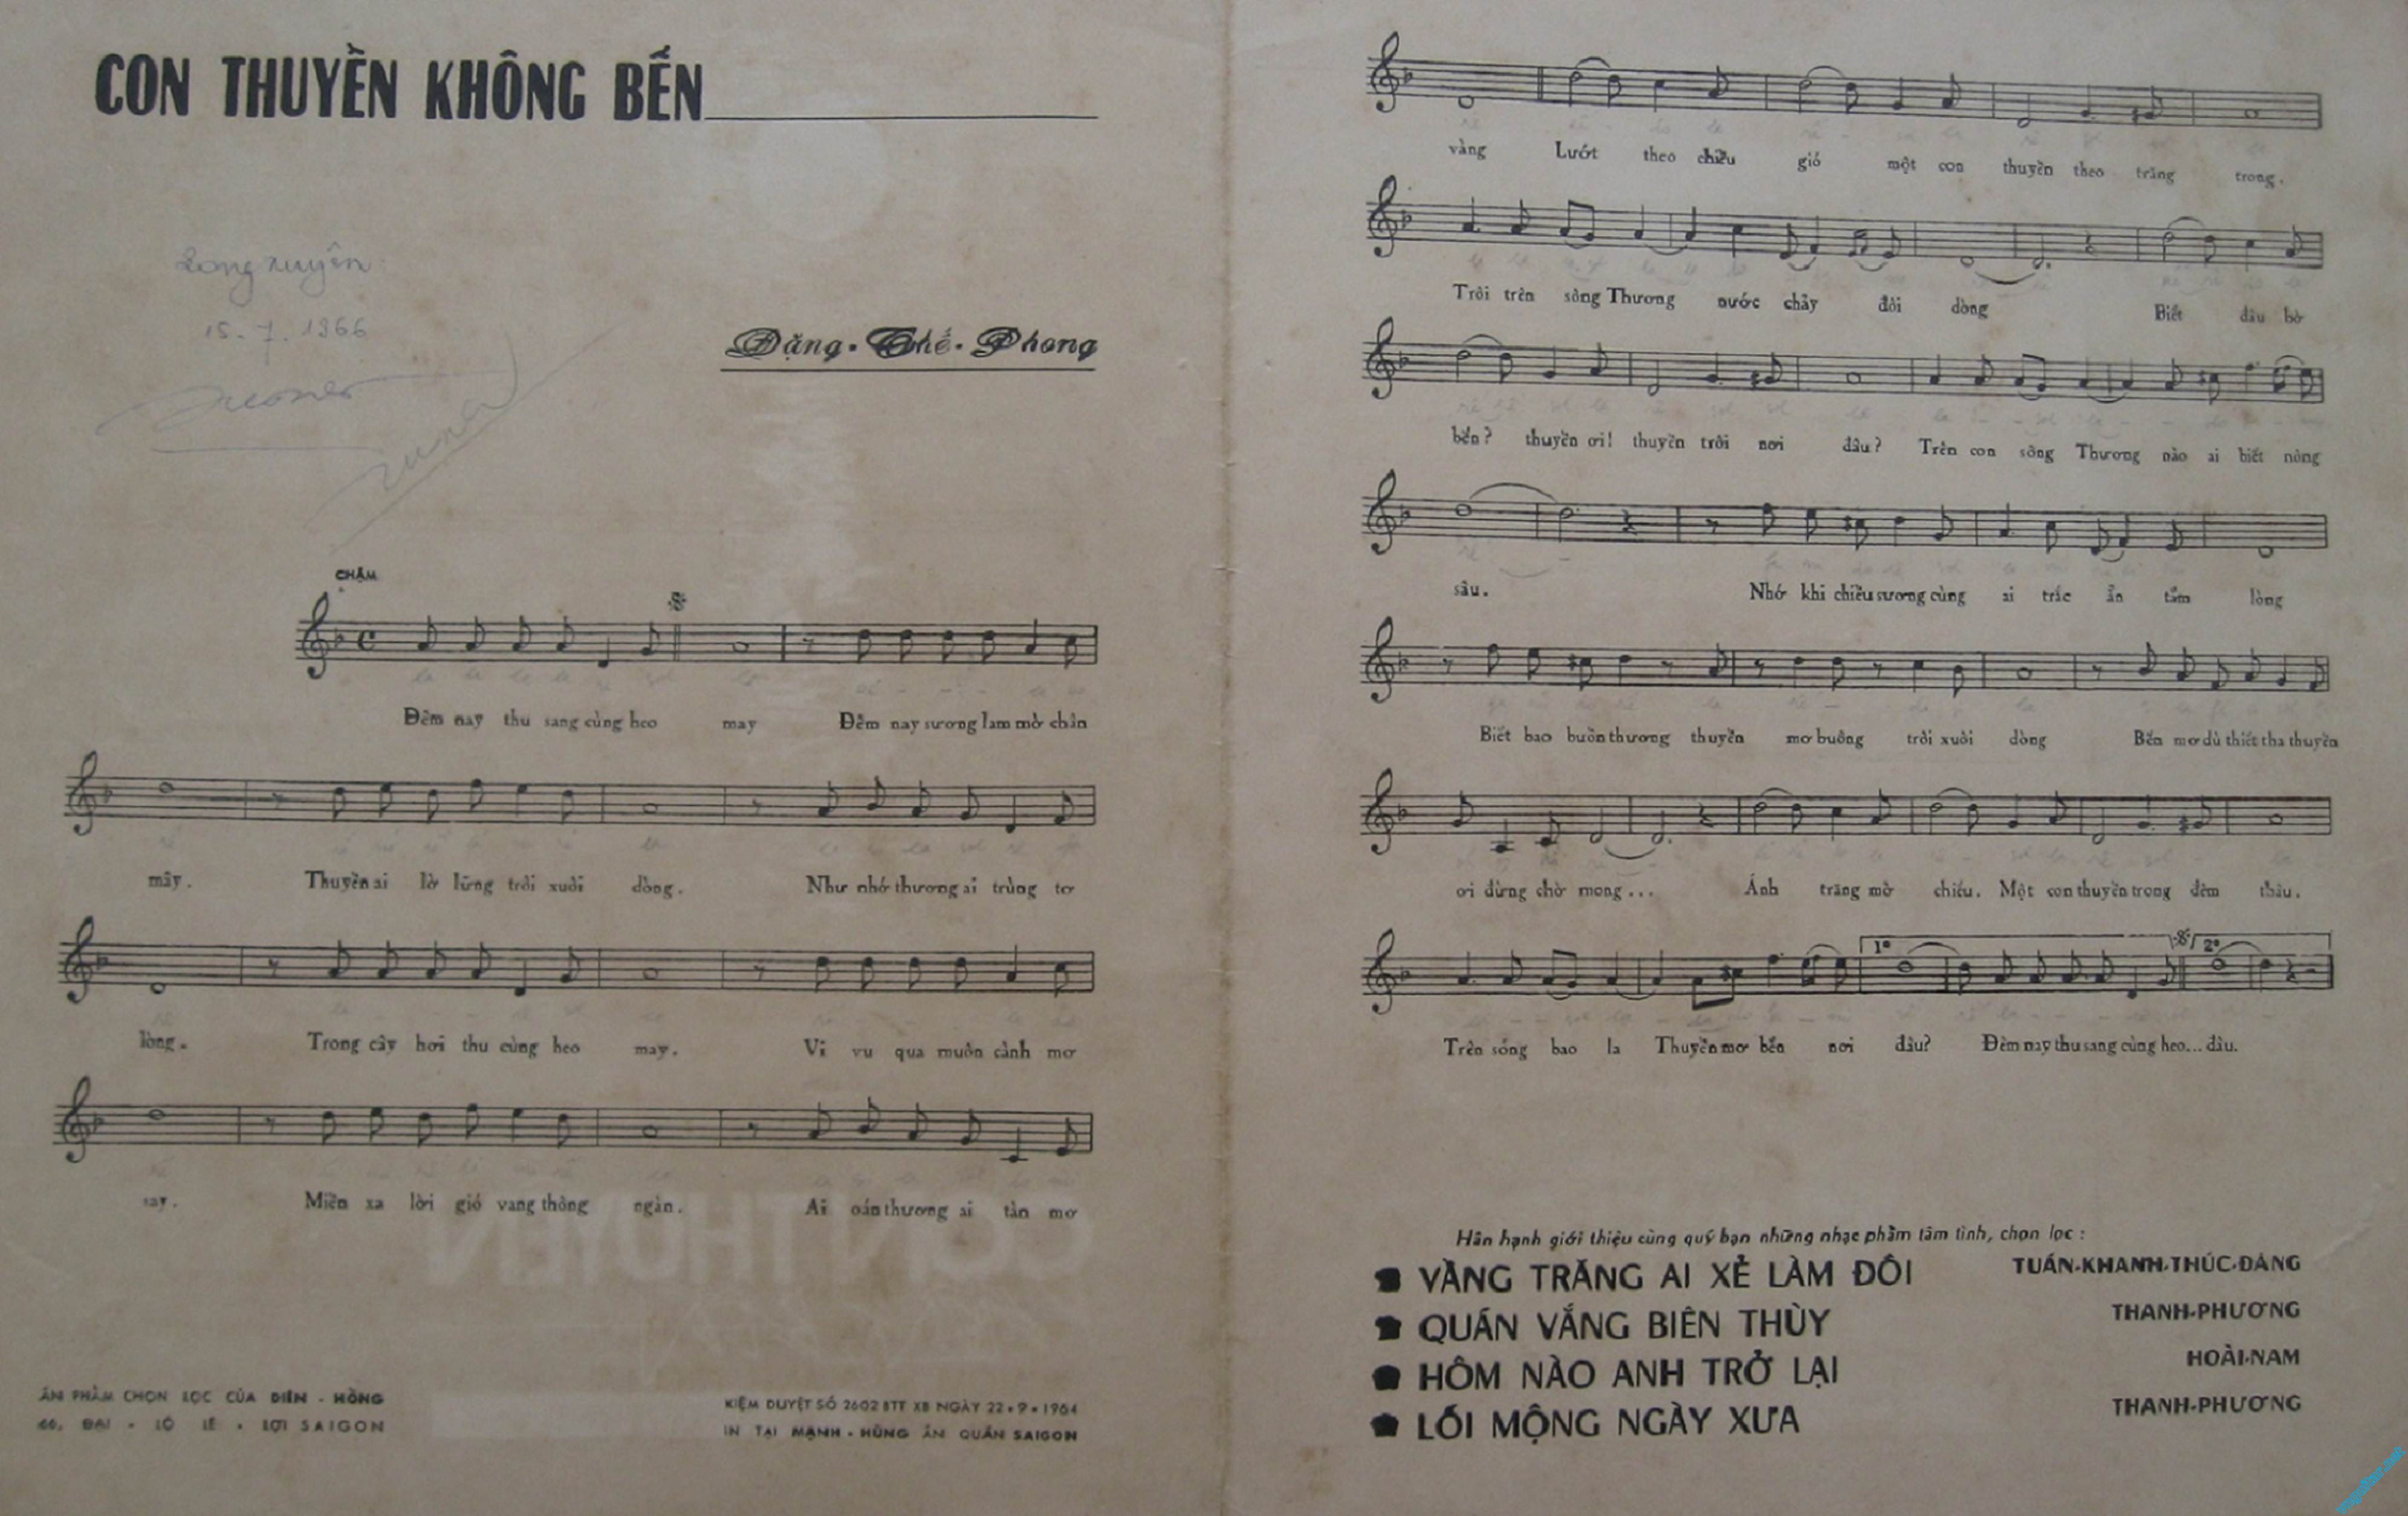 CON THUYỀN KHÔNG BẾN
Long xuyên
15-7-1966
Đặng-Thế-Phong
CHẬM
Đêm nay thu sang cùng heo may Đêm nay sương lam mờ chân
mây. Thuyền ai lờ lững trôi xuôi dòng. Như nhớ thương ai trùng tơ
lòng. Trong cây hơi thu cùng heo may. Vi vu qua muôn cành mơ
say. Miền xa lời gió vang thông ngàn. Ai oán thương ai tàn mơ
ẤN PHẨM CHỌN LỌC CỦA DIÊN - HỒNG
66, ĐẠI - LỘ LÊ - LỢI SAIGON
KIỂM DUYỆT SỐ 2602 BTT XB NGÀY 22-9-1964
IN TẠI MẠNH-HÙNG ẤN QUÁN SAIGON
vàng Lướt theo chiều gió một con thuyền theo trăng trong.
Trôi trên sông Thương nước chảy đôi dòng Biết đâu bờ
bến? thuyền ơi! thuyền trôi nơi đâu? Trên con sông Thương nào ai biết nông
sâu. Nhớ khi chiều sương cùng ai trắc ẩn tấm lòng
Biết bao buồn thương thuyền mơ buông trôi xuôi dòng Bến mơ dù thiết tha thuyền
ơi đừng chờ mong... Ánh trăng mờ chiếu. Một con thuyền trong đêm thâu.
1º 2º
Trên sông bao la Thuyền mơ bến nơi đâu? Đêm nay thu sang cùng heo... đâu.
Hân hạnh giới thiệu cùng quý bạn những nhạc phẩm tâm tình, chọn lọc :
VẦNG TRĂNG AI XẺ LÀM ĐÔI TUẤN-KHANH-THÚC-ĐĂNG
QUÁN VẮNG BIÊN THÙY THANH-PHƯƠNG
HÔM NÀO ANH TRỞ LẠI HOÀI-NAM
LỐI MỘNG NGÀY XƯA THANH-PHƯƠNG
CON THUYỀN